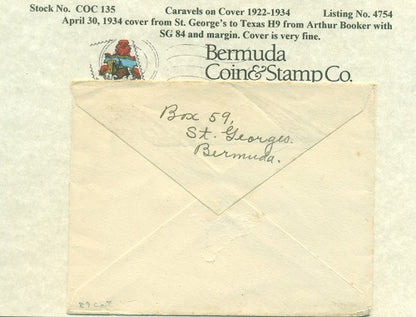 Stock No. COC 135 Caravels on Cover 1922-1934 Listing No. 4754
April 30, 1934 cover from St. George's to Texas H9 from Arthur Booker with
SG 84 and margin. Cover is very fine.
Bermuda
Coin&Stamp Co.
Box 59,
St. Georges.
Bermuda.